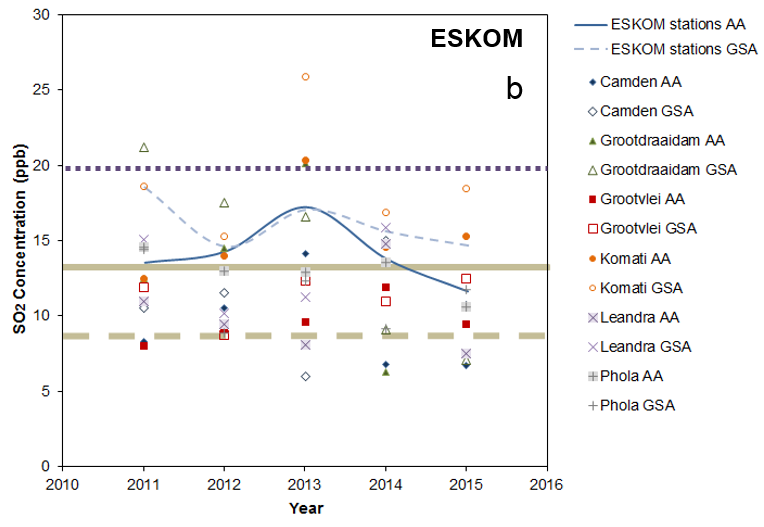 ESKOM
b
30
25
20
15
10
5
0
2010 2011 2012 2013 2014 2015 2016
Year
SO2 Concentration (ppb)
ESKOM stations AA
ESKOM stations GSA
Camden AA
Camden GSA
Grootdraaidam AA
Grootdraaidam GSA
Grootvlei AA
Grootvlei GSA
Komati AA
Komati GSA
Leandra AA
Leandra GSA
Phola AA
Phola GSA